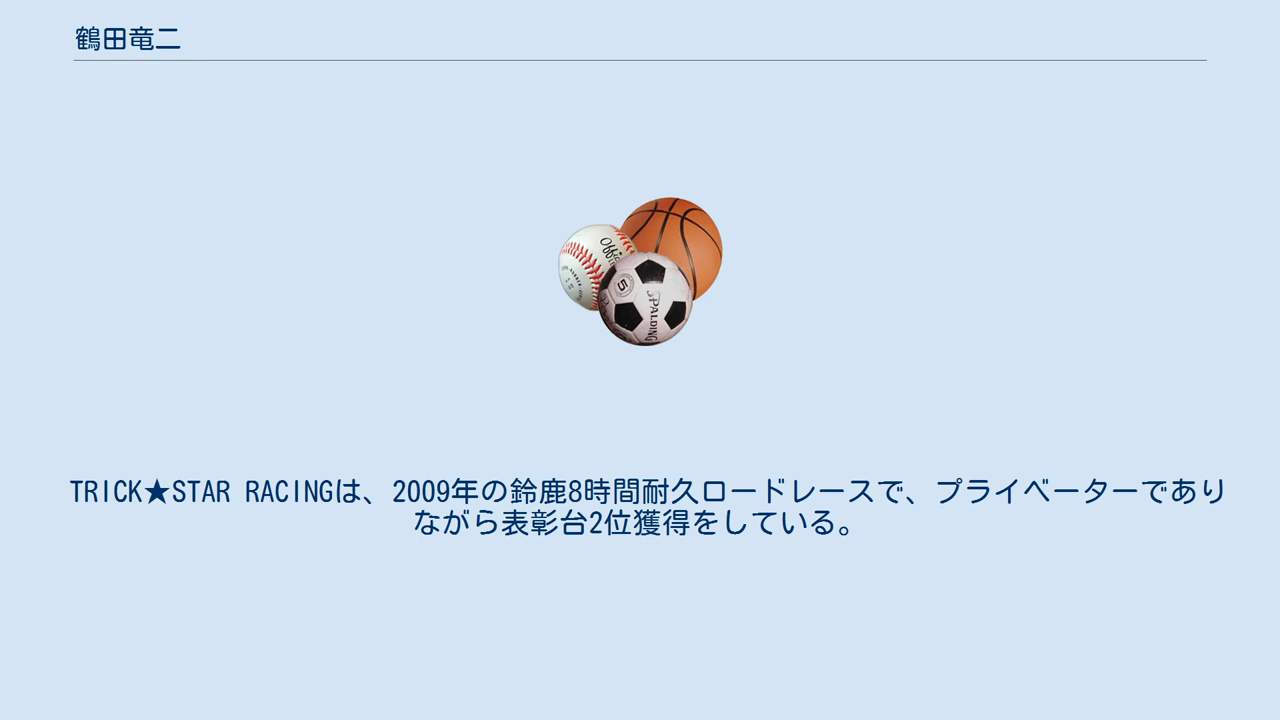 鶴田竜二
Offici
5
SPALDING
TRICK★STAR RACINGは、2009年の鈴鹿8時間耐久ロードレースで、プライベーターであり
ながら表彰台2位獲得をしている。